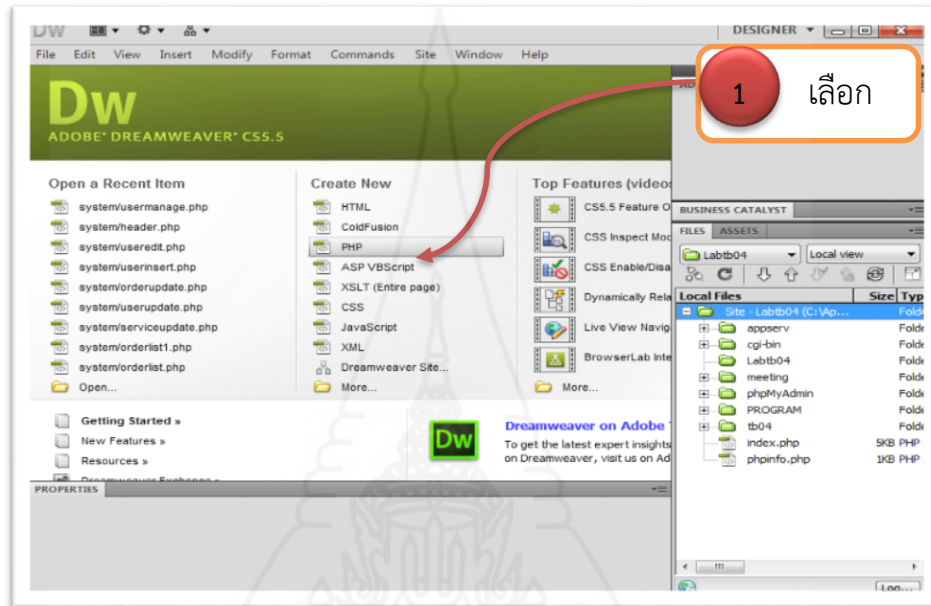 DW
DESIGNER
File Edit View Insert Modify Format Commands Site Window Help
1 เลือก
Dw
ADOBE® DREAMWEAVER® CS5.5
Open a Recent Item
system/usermanage.php
system/header.php
system/useredit.php
system/userinsert.php
system/orderupdate.php
system/userupdate.php
system/serviceupdate.php
system/orderlist1.php
system/orderlist.php
Open...
Create New
HTML
ColdFusion
PHP
ASP VBScript
XSLT (Entire page)
CSS
JavaScript
XML
Dreamweaver Site...
More...
Top Features (videos
CS5.5 Feature O
CSS Inspect Mod
CSS Enable/Disa
Dynamically Rela
Live View Navig
BrowserLab Inte
More...
Getting Started »
New Features »
Resources »
Dreamweaver Exchange »
Dw
Dreamweaver on Adobe
To get the latest expert insights
on Dreamweaver, visit us on Ad
PROPERTIES
BUSINESS CATALYST
FILES ASSETS
Labtb04 Local view
Local Files Size Typ
Site - Labtb04 (C:\Ap... Folde
appserv Folde
cgi-bin Folde
Labtb04 Folde
meeting Folde
phpMyAdmin Folde
PROGRAM Folde
tb04 Folde
index.php 5KB PHP
phpinfo.php 1KB PHP
Log...